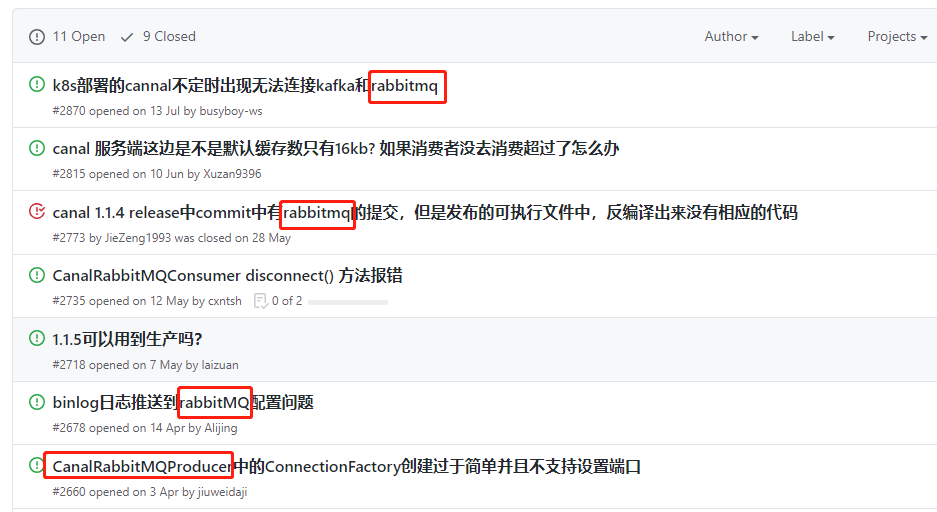 11 Open 9 Closed Author Label Projects
k8s部署的cannal不定时出现无法连接kafka和rabbitmq
#2870 opened on 13 Jul by busyboy-ws
canal 服务端这边是不是默认缓存数只有16kb? 如果消费者没去消费超过了怎么办
#2815 opened on 10 Jun by Xuzan9396
canal 1.1.4 release中commit中有rabbitmq的提交，但是发布的可执行文件中，反编译出来没有相应的代码
#2773 by JieZeng1993 was closed on 28 May
CanalRabbitMQConsumer disconnect() 方法报错
#2735 opened on 12 May by cxntsh 0 of 2
1.1.5可以用到生产吗？
#2718 opened on 7 May by laizuan
binlog日志推送到rabbitMQ配置问题
#2678 opened on 14 Apr by Alijing
CanalRabbitMQProducer中的ConnectionFactory创建过于简单并且不支持设置端口
#2660 opened on 3 Apr by jiuweidaji